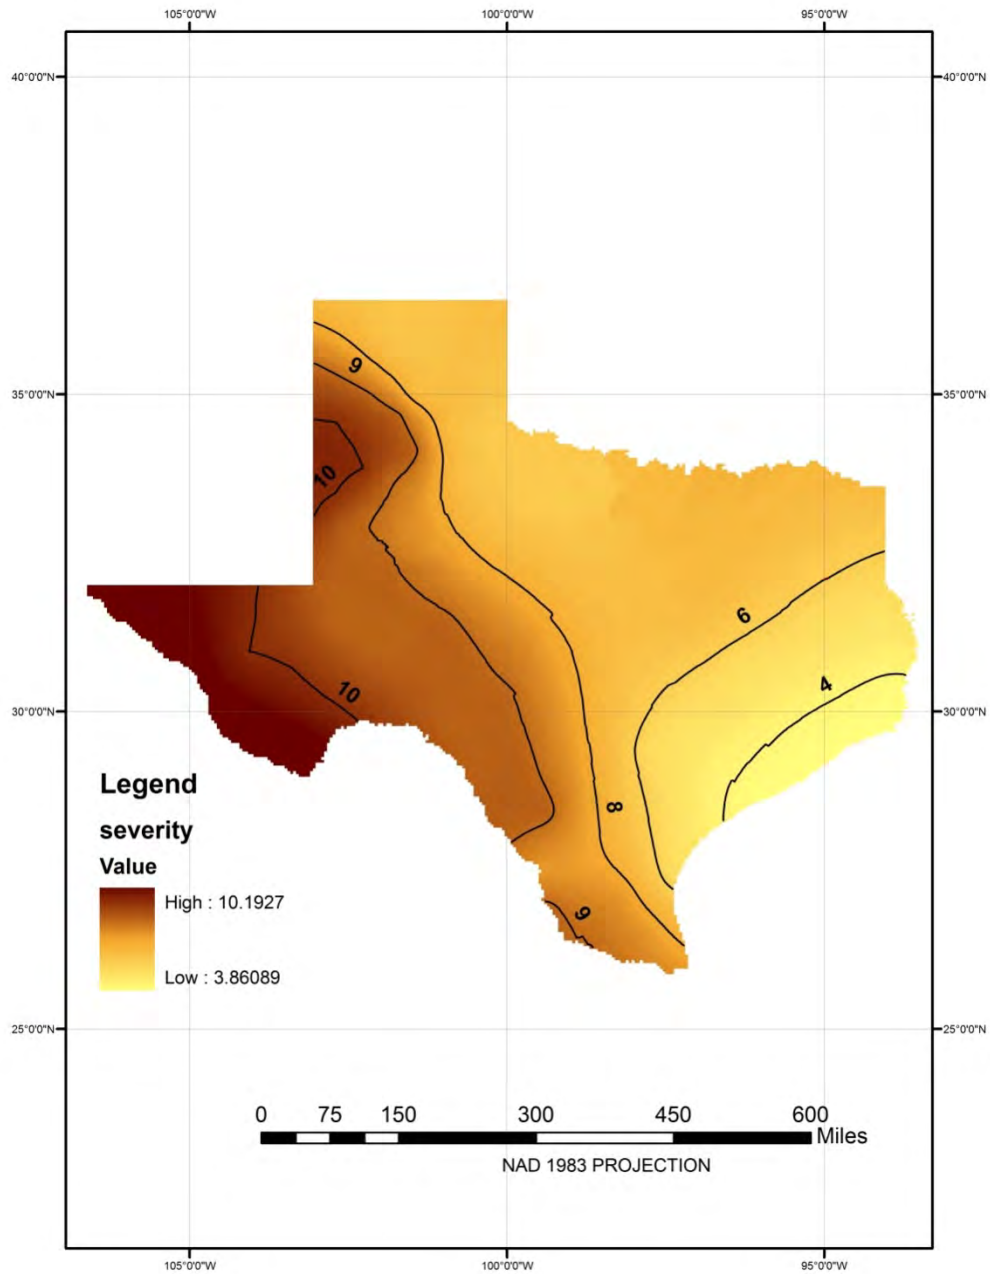 105°0'0"W 100°0'0"W 95°0'0"W
40°0'0"N 40°0'0"N
9
35°0'0"N 35°0'0"N
10
6
4
10
30°0'0"N 30°0'0"N
Legend
severity
Value
High : 10.1927
Low : 3.86089
8
9
25°0'0"N 25°0'0"N
0 75 150 300 450 600
Miles
NAD 1983 PROJECTION
105°0'0"W 100°0'0"W 95°0'0"W